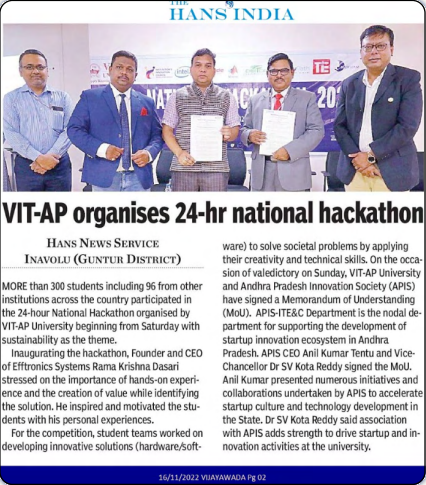 THE
HANS INDIA
NATIONAL HACKATHON 202
VIT-AP organises 24-hr national hackathon
HANS NEWS SERVICE
INAVOLU (GUNTUR DISTRICT)
MORE than 300 students including 96 from other
institutions across the country participated in
the 24-hour National Hackathon organised by
VIT-AP University beginning from Saturday with
sustainability as the theme.
Inaugurating the hackathon, Founder and CEO
of Efftronics Systems Rama Krishna Dasari
stressed on the importance of hands-on experi-
ence and the creation of value while identifying
the solution. He inspired and motivated the stu-
dents with his personal experiences.
For the competition, student teams worked on
developing innovative solutions (hardware/soft-
ware) to solve societal problems by applying
their creativity and technical skills. On the occa-
sion of valedictory on Sunday, VIT-AP University
and Andhra Pradesh Innovation Society (APIS)
have signed a Memorandum of Understanding
(MoU). APIS-ITE&C Department is the nodal de-
partment for supporting the development of
startup innovation ecosystem in Andhra
Pradesh. APIS CEO Anil Kumar Tentu and Vice-
Chancellor Dr SV Kota Reddy signed the MoU.
Anil Kumar presented numerous initiatives and
collaborations undertaken by APIS to accelerate
startup culture and technology development in
the State. Dr SV Kota Reddy said association
with APIS adds strength to drive startup and in-
novation activities at the university.
16/11/2022 VIJAYAWADA Pg 02